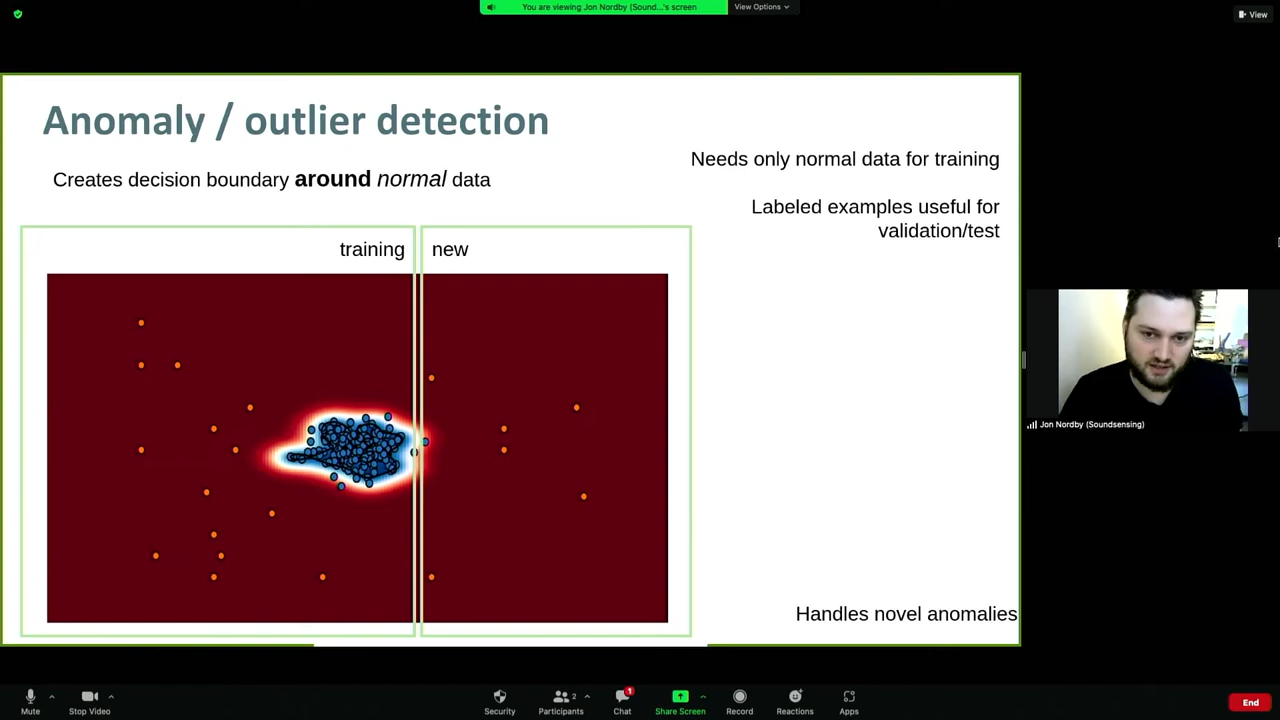 You are viewing Jon Nordby (Sound...'s screen
View Options
View
Anomaly / outlier detection
Needs only normal data for training
Creates decision boundary around normal data
Labeled examples useful for
validation/test
training
new
Jon Nordby (Soundsensing)
Handles novel anomalies
Mute
Stop Video
Security
Participants
2
Chat
1
Share Screen
Record
Reactions
Apps
End